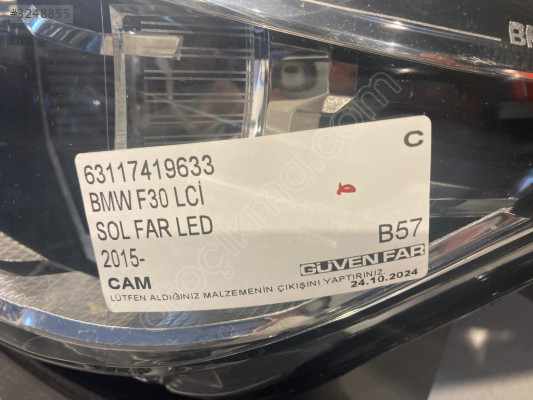 #3248855
63117419633
C
BMW F30 LCİ
SOL FAR LED
B57
2015-
GÜVEN FAR
CAM
LÜTFEN ALDIĞINIZ MALZEMENİN ÇIKIŞINI YAPTIRINIZ
24.10.2024